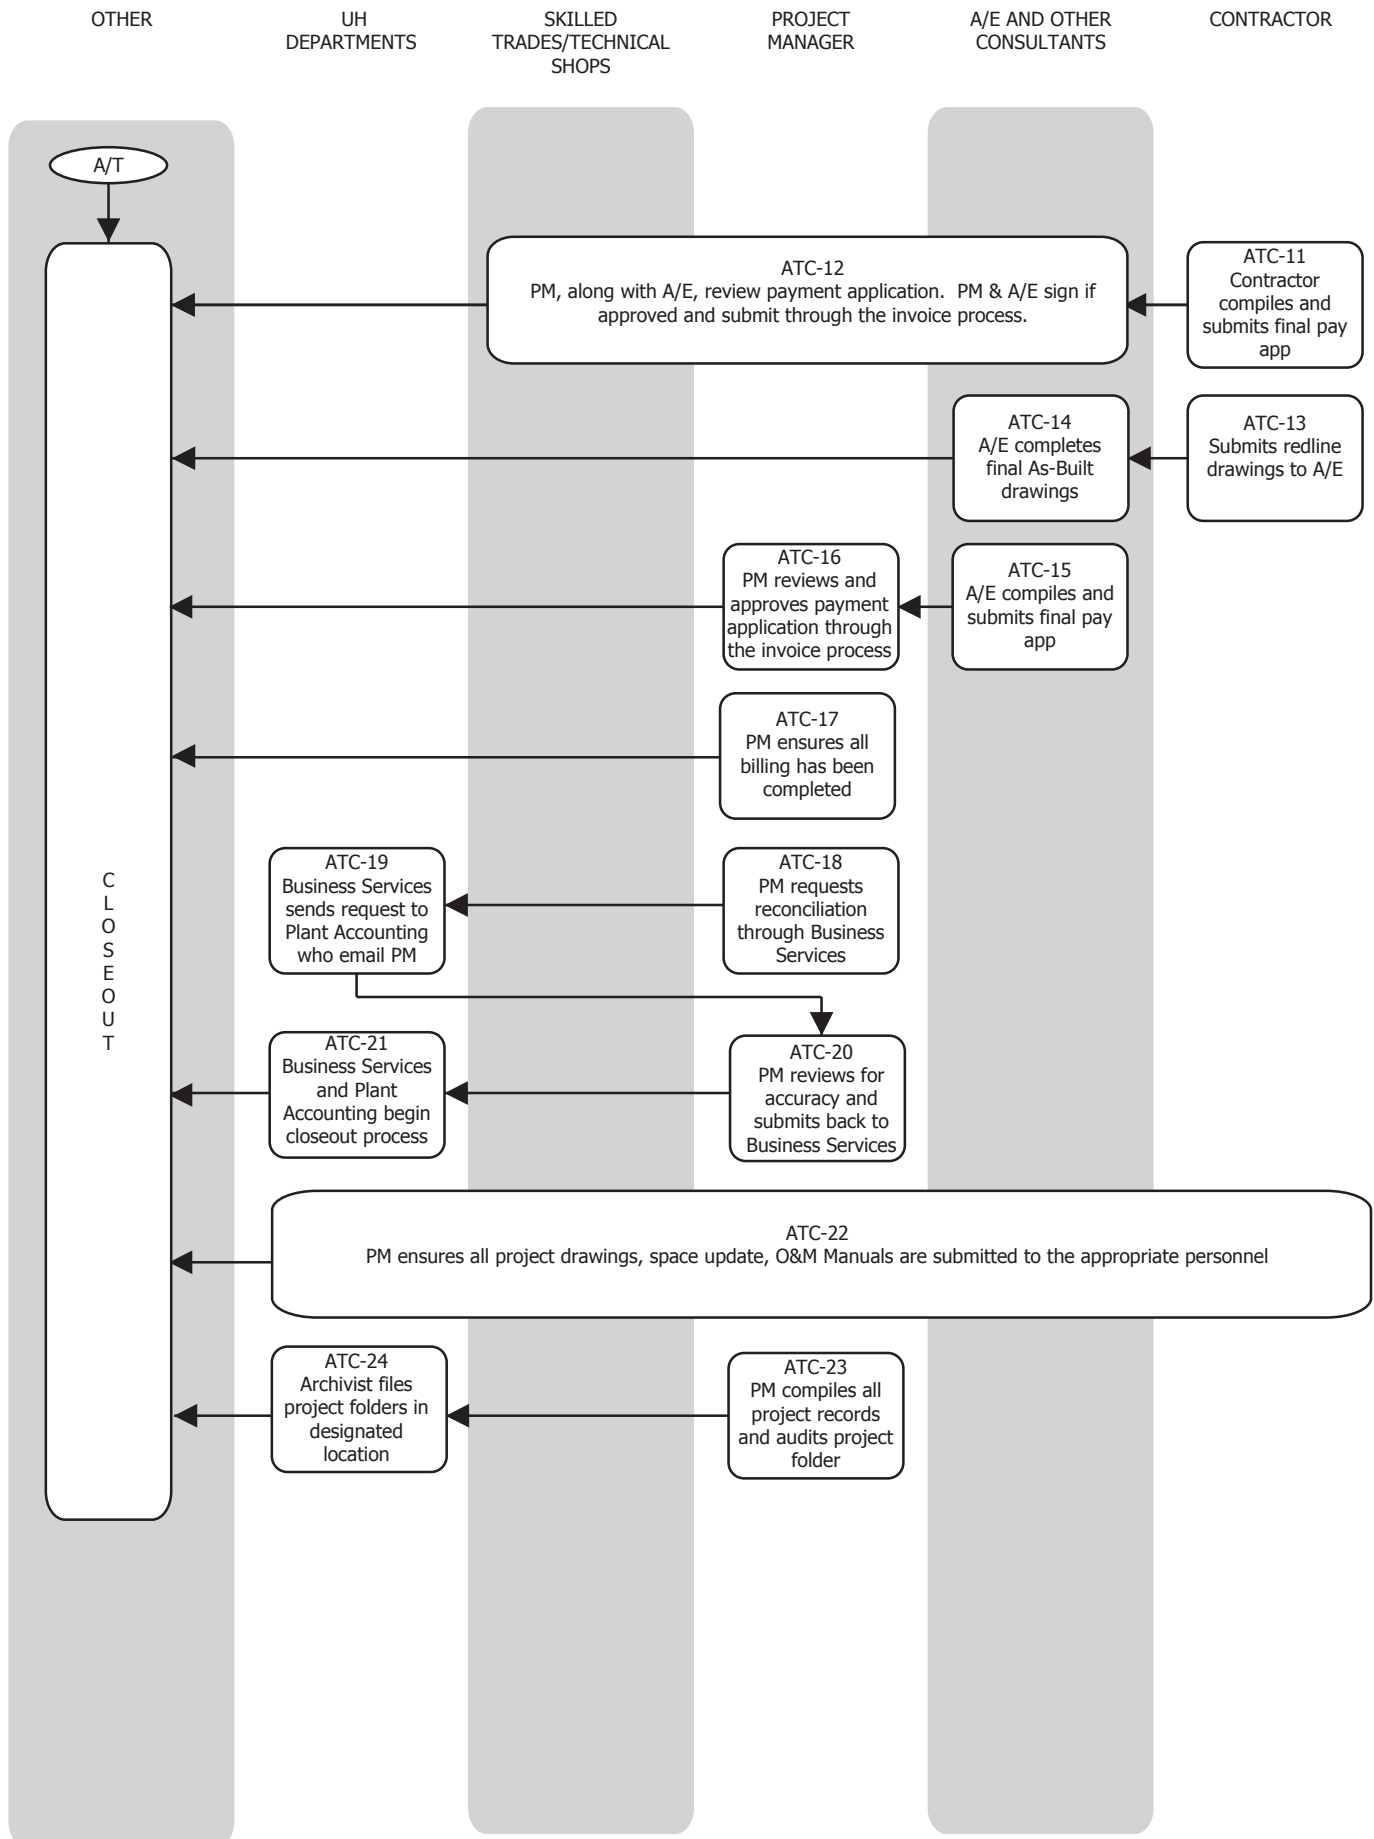 OTHER
UH
DEPARTMENTS
SKILLED
TRADES/TECHNICAL
SHOPS
PROJECT
MANAGER
A/E AND OTHER
CONSULTANTS
CONTRACTOR
A/T
ATC-12
PM, along with A/E, review payment application.  PM & A/E sign if
approved and submit through the invoice process.
ATC-11
Contractor
compiles and
submits final pay
app
ATC-14
A/E completes
final As-Built
drawings
ATC-13
Submits redline
drawings to A/E
ATC-16
PM reviews and
approves payment
application through
the invoice process
ATC-15
A/E compiles and
submits final pay
app
ATC-17
PM ensures all
billing has been
completed
C
L
O
S
E
O
U
T
ATC-19
Business Services
sends request to
Plant Accounting
who email PM
ATC-18
PM requests
reconciliation
through Business
Services
ATC-21
Business Services
and Plant
Accounting begin
closeout process
ATC-20
PM reviews for
accuracy and
submits back to
Business Services
ATC-22
PM ensures all project drawings, space update, O&M Manuals are submitted to the appropriate personnel
ATC-24
Archivist files
project folders in
designated
location
ATC-23
PM compiles all
project records
and audits project
folder